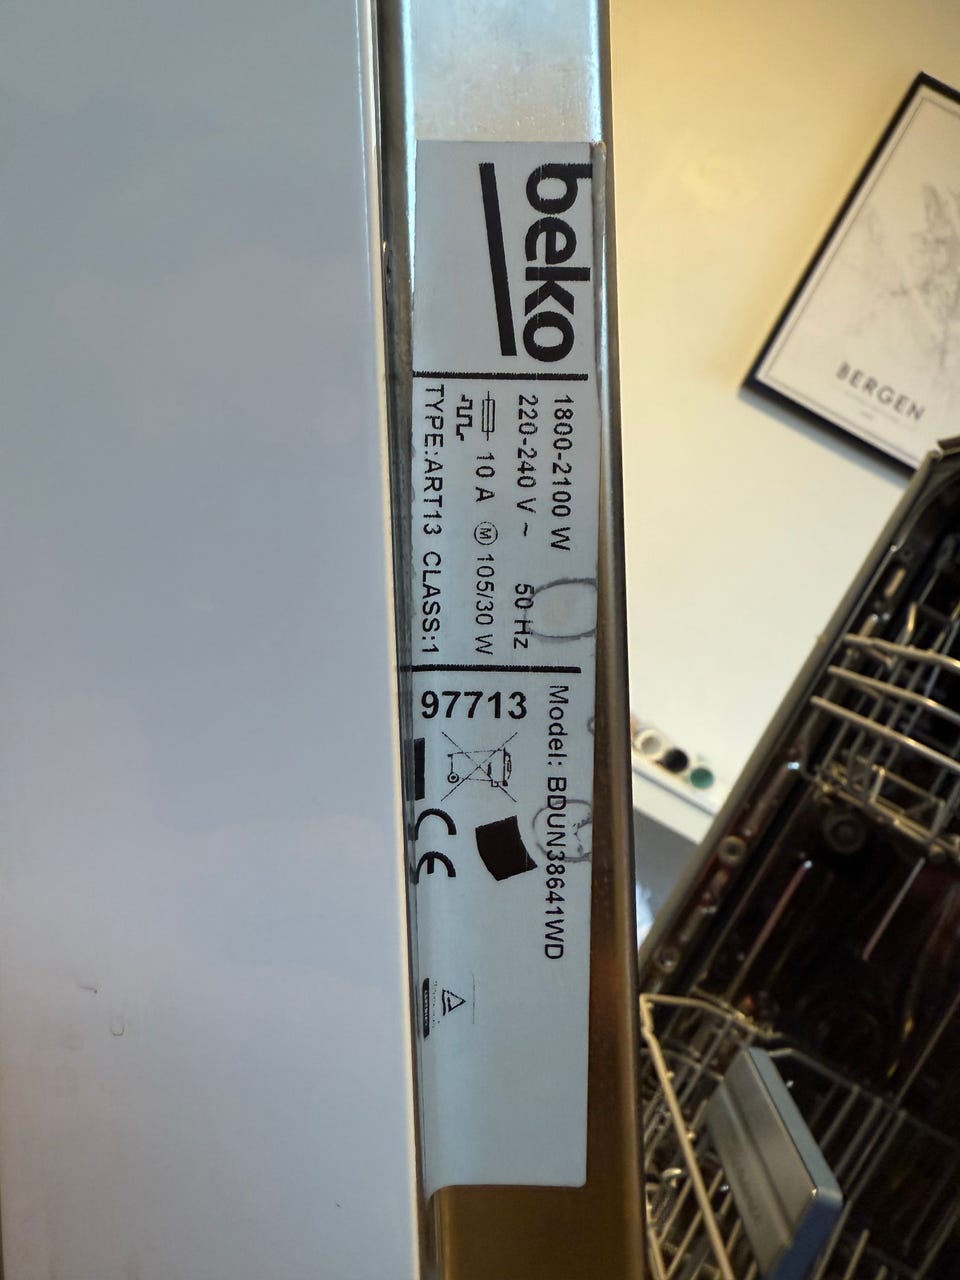 beko
1800-2100 W
220-240 V ~ 50 Hz
10 A M 105/30 W
TYPE:ART13 CLASS:1
Model: BDUN38641WD
97713
CE
BERGEN